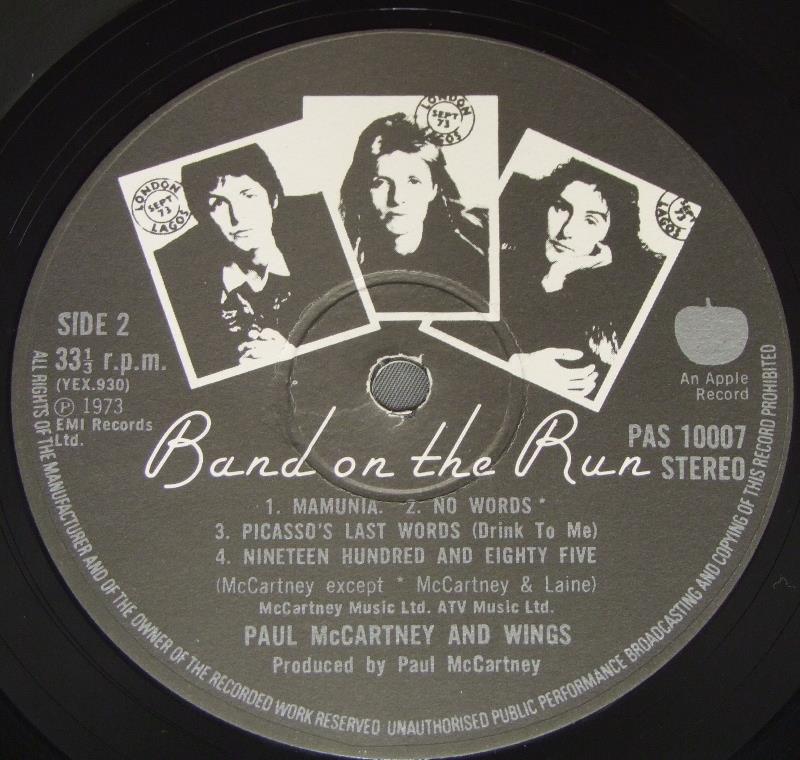 LONDON
SEPT
73
LAGOS
LONDON
SEPT
73
LAGOS
SE
73
LAGOS
SIDE 2
33⅓ r.p.m.
(YEX.930)
Ⓟ 1973
EMI Records
Ltd.
An Apple
Record
PAS 10007
STEREO
Band on the Run
1. MAMUNIA. 2. NO WORDS *
3. PICASSO'S LAST WORDS (Drink To Me)
4. NINETEEN HUNDRED AND EIGHTY FIVE
(McCartney except * McCartney & Laine)
McCartney Music Ltd. ATV Music Ltd.
PAUL McCARTNEY AND WINGS
Produced by Paul McCartney
ALL RIGHTS OF THE MANUFACTURER AND OF THE OWNER OF THE RECORDED WORK RESERVED UNAUTHORISED PUBLIC PERFORMANCE BROADCASTING AND COPYING OF THIS RECORD PROHIBITED